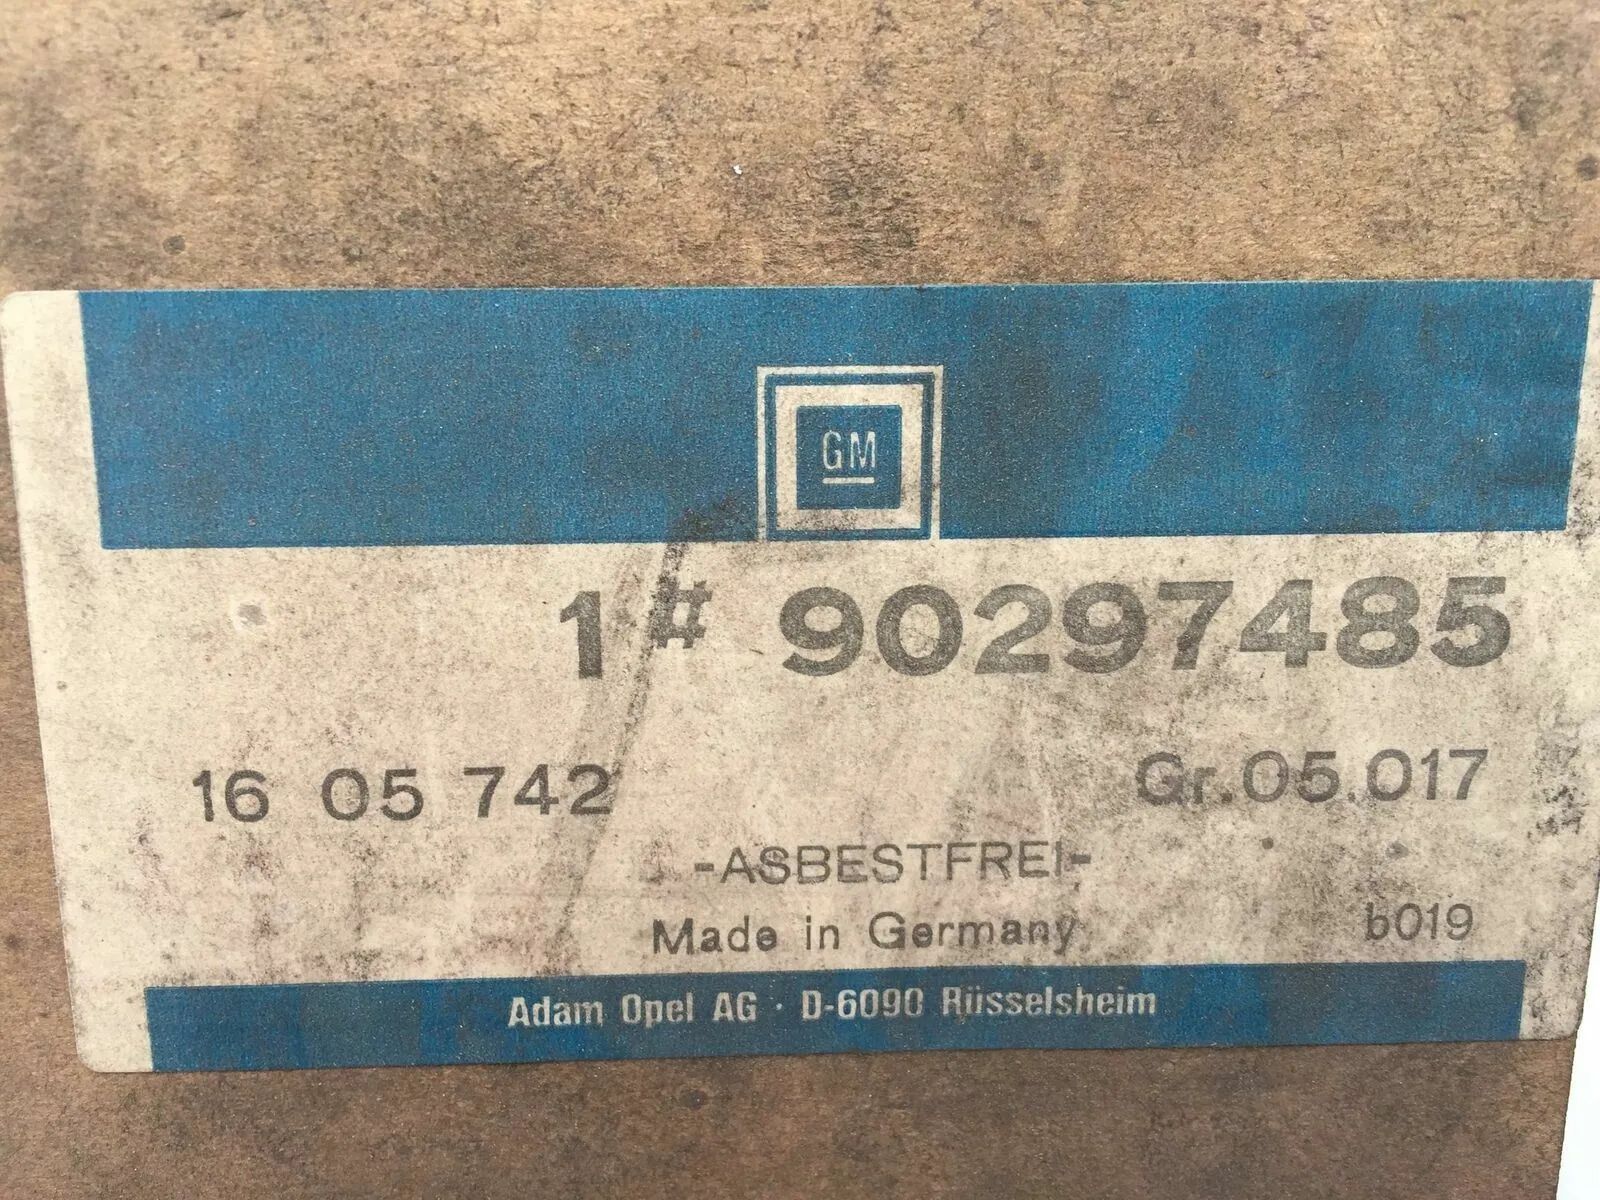 GM
1# 90297485
16 05 742 Gr.05.017
-ASBESTFREI-
Made in Germany b019
Adam Opel AG · D-6090 Rüsselsheim